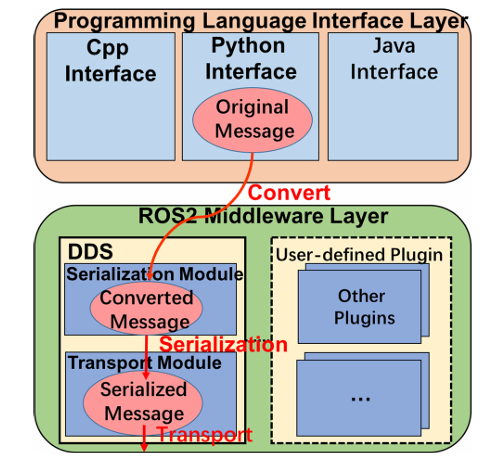 Programming Language Interface Layer
Cpp
Interface
Python
Interface
Java
Interface
Original
Message
Convert
ROS2 Middleware Layer
DDS
Serialization Module
Converted
Message
Serialization
Transport Module
Serialized
Message
Transport
User-defined Plugin
Other
Plugins
...